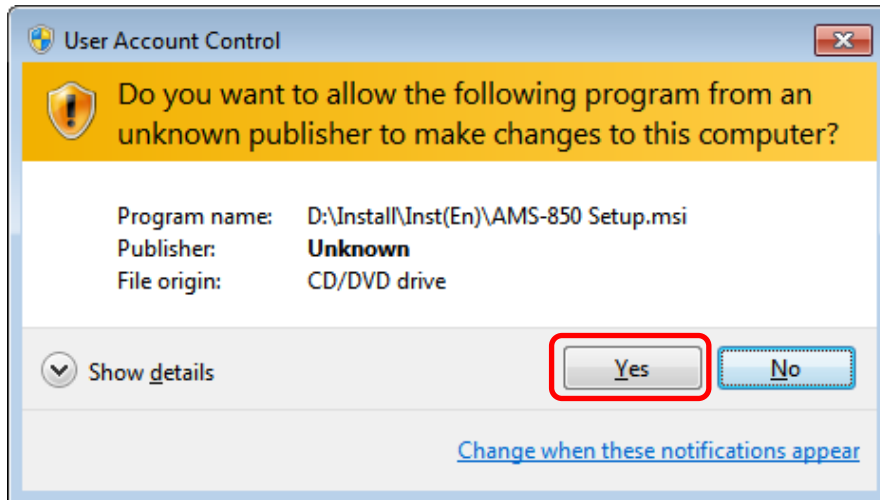 User Account Control
Do you want to allow the following program from an
unknown publisher to make changes to this computer?
Program name: D:\Install\Inst(En)\AMS-850 Setup.msi
Publisher: Unknown
File origin: CD/DVD drive
Show details
Yes No
Change when these notifications appear